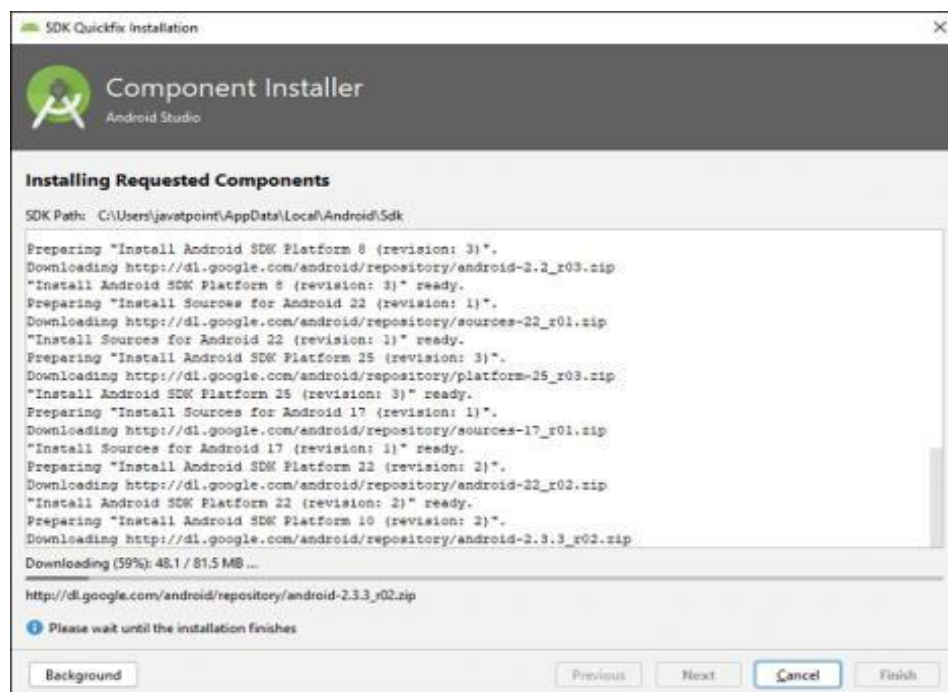 SDK Quickfix Installation
Component Installer
Android Studio
Installing Requested Components
SDK Path: C:\Users\javatpoint\AppData\Local\Android\Sdk
Preparing "Install Android SDK Platform 8 (revision: 3)".
Downloading http://dl.google.com/android/repository/android-2.2_r03.zip
"Install Android SDK Platform 8 (revision: 3)" ready.
Preparing "Install Sources for Android 22 (revision: 1)".
Downloading http://dl.google.com/android/repository/sources-22_r01.zip
"Install Sources for Android 22 (revision: 1)" ready.
Preparing "Install Android SDK Platform 25 (revision: 3)".
Downloading http://dl.google.com/android/repository/platform-25_r03.zip
"Install Android SDK Platform 25 (revision: 3)" ready.
Preparing "Install Sources for Android 17 (revision: 1)".
Downloading http://dl.google.com/android/repository/sources-17_r01.zip
"Install Sources for Android 17 (revision: 1)" ready.
Preparing "Install Android SDK Platform 22 (revision: 2)".
Downloading http://dl.google.com/android/repository/android-22_r02.zip
"Install Android SDK Platform 22 (revision: 2)" ready.
Preparing "Install Android SDK Platform 10 (revision: 2)".
Downloading http://dl.google.com/android/repository/android-2.3.3_r02.zip
Downloading (59%): 48.1 / 81.5 MB ...
http://dl.google.com/android/repository/android-2.3.3_r02.zip
Please wait until the installation finishes
Background Previous Next Cancel Finish